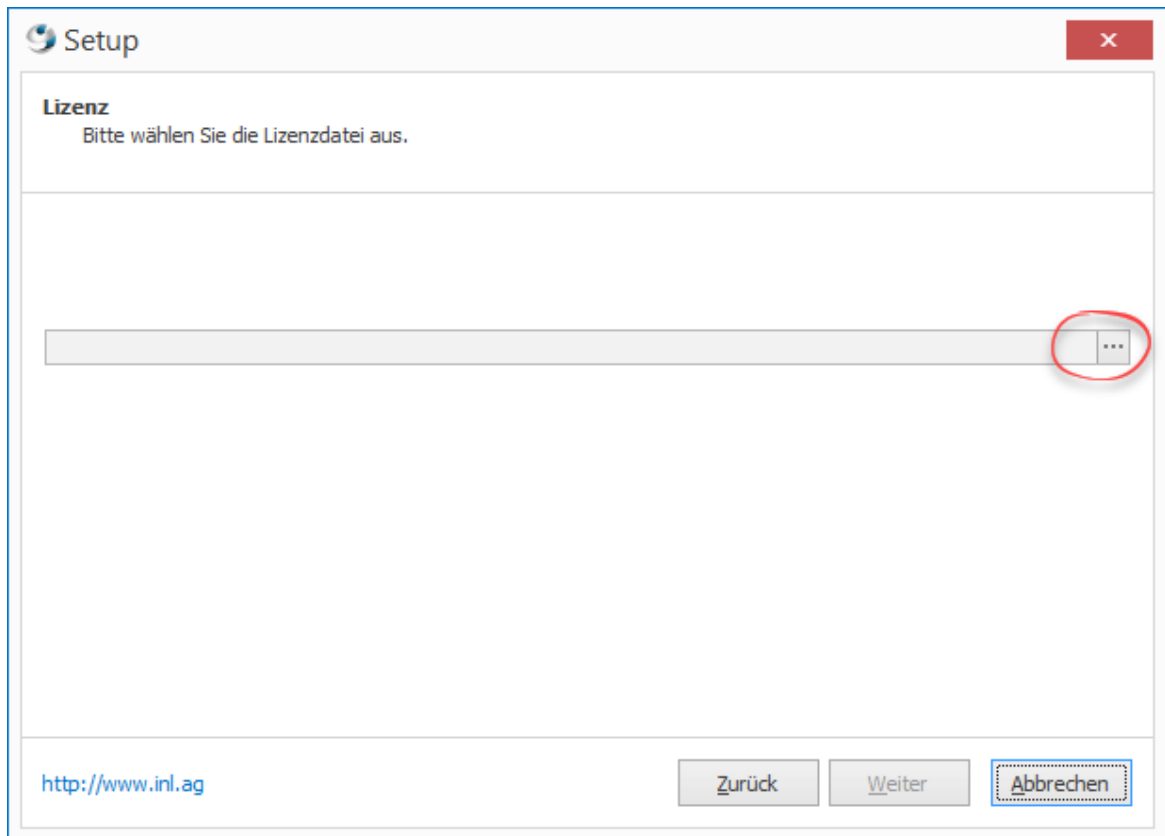 Setup
Lizenz
Bitte wählen Sie die Lizenzdatei aus.
...
http://www.inl.ag
Zurück
Weiter
Abbrechen